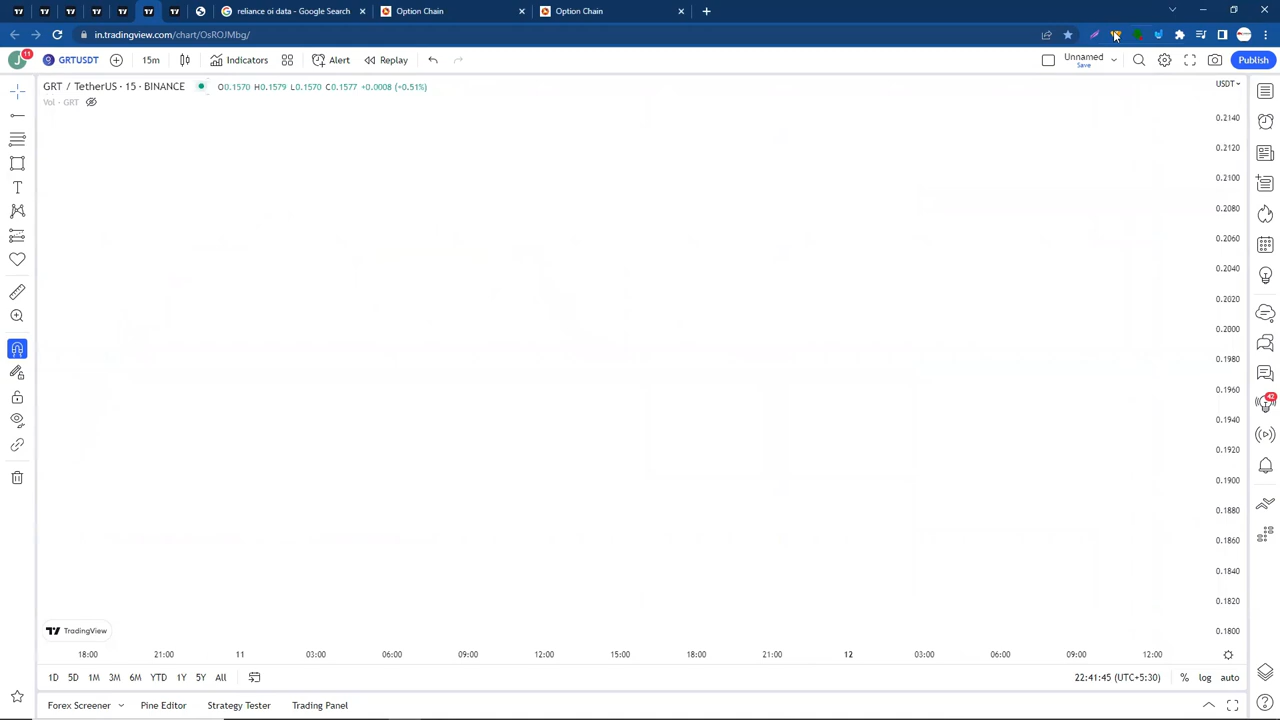 reliance oi data - Google Search
Option Chain
Option Chain
in.tradingview.com/chart/OsROJMbg/
J
11
GRTUSDT
15m
Indicators
Alert
Replay
Unnamed
Save
Publish
GRT / TetherUS · 15 · BINANCE
O0.1570 H0.1579 L0.1570 C0.1577 +0.0008 (+0.51%)
Vol · GRT
USDT
0.2140
0.2120
0.2100
0.2080
0.2060
0.2040
0.2020
0.2000
0.1980
0.1960
0.1940
0.1920
0.1900
0.1880
0.1860
0.1840
0.1820
0.1800
42
TradingView
18:00 21:00 11 03:00 06:00 09:00 12:00 15:00 18:00 21:00 12 03:00 06:00 09:00 12:00
1D 5D 1M 3M 6M YTD 1Y 5Y All
22:41:45 (UTC+5:30) % log auto
Forex Screener Pine Editor Strategy Tester Trading Panel